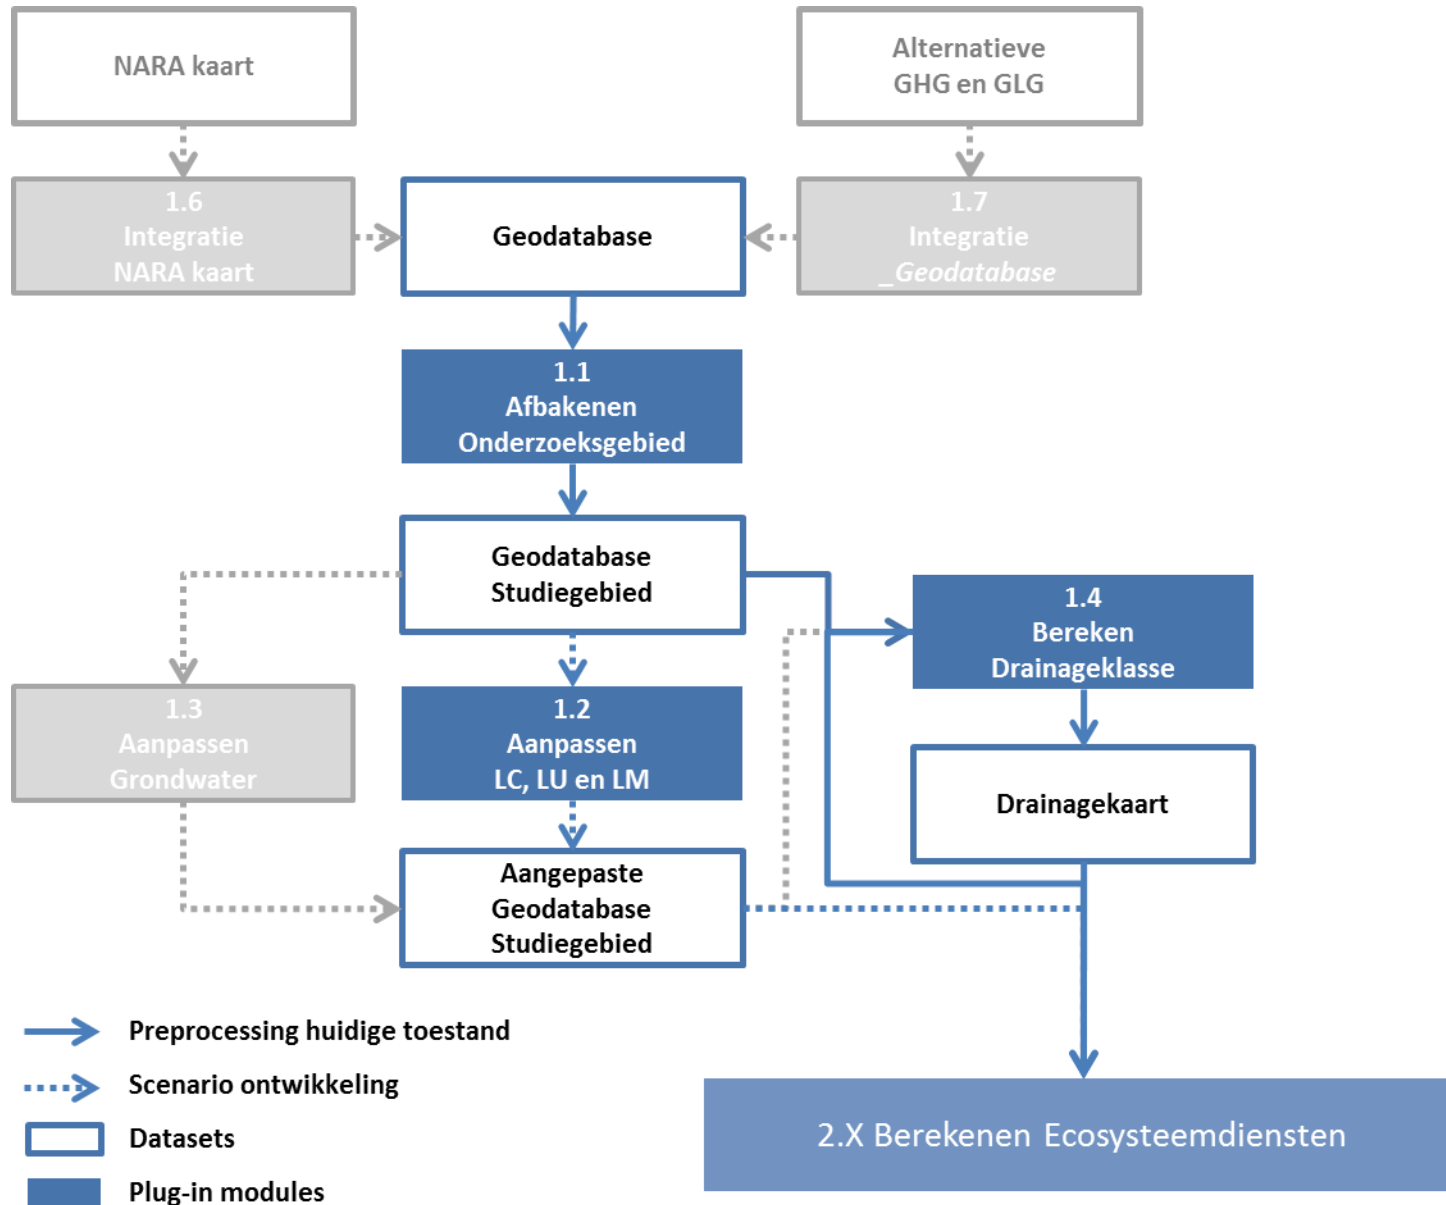 NARA kaart
Alternatieve
GHG en GLG
1.6
Integratie
NARA kaart
Geodatabase
1.7
Integratie
_Geodatabase
1.1
Afbakenen
Onderzoeksgebied
Geodatabase
Studiegebied
1.4
Bereken
Drainageklasse
1.3
Aanpassen
Grondwater
1.2
Aanpassen
LC, LU en LM
Drainagekaart
Aangepaste
Geodatabase
Studiegebied
Preprocessing huidige toestand
Scenario ontwikkeling
Datasets
Plug-in modules
2.X Berekenen Ecosysteemdiensten